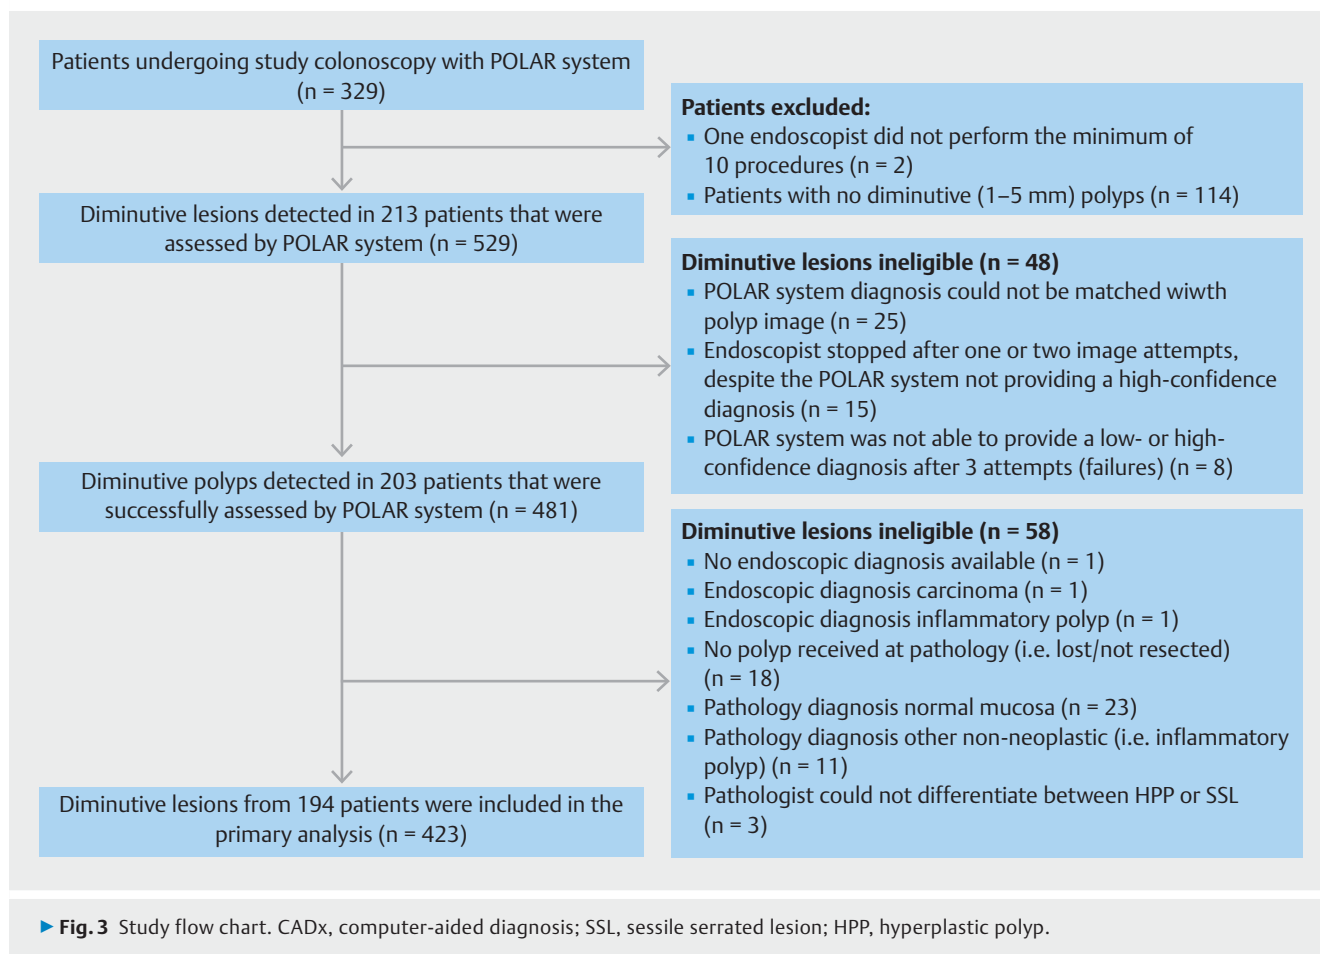 Patients undergoing study colonoscopy with POLAR system
(n = 329)
Patients excluded:
▪ One endoscopist did not perform the minimum of
10 procedures (n = 2)
▪ Patients with no diminutive (1–5 mm) polyps (n = 114)
Diminutive lesions detected in 213 patients that were
assessed by POLAR system (n = 529)
Diminutive lesions ineligible (n = 48)
▪ POLAR system diagnosis could not be matched wiwth
polyp image (n = 25)
▪ Endoscopist stopped after one or two image attempts,
despite the POLAR system not providing a high-confidence
diagnosis (n = 15)
▪ POLAR system was not able to provide a low- or high-
confidence diagnosis after 3 attempts (failures) (n = 8)
Diminutive polyps detected in 203 patients that were
successfully assessed by POLAR system (n = 481)
Diminutive lesions ineligible (n = 58)
▪ No endoscopic diagnosis available (n = 1)
▪ Endoscopic diagnosis carcinoma (n = 1)
▪ Endoscopic diagnosis inflammatory polyp (n = 1)
▪ No polyp received at pathology (i.e. lost/not resected)
(n = 18)
▪ Pathology diagnosis normal mucosa (n = 23)
▪ Pathology diagnosis other non-neoplastic (i.e. inflammatory
polyp) (n = 11)
▪ Pathologist could not differentiate between HPP or SSL
(n = 3)
Diminutive lesions from 194 patients were included in the
primary analysis (n = 423)
▶ Fig. 3 Study flow chart. CADx, computer-aided diagnosis; SSL, sessile serrated lesion; HPP, hyperplastic polyp.